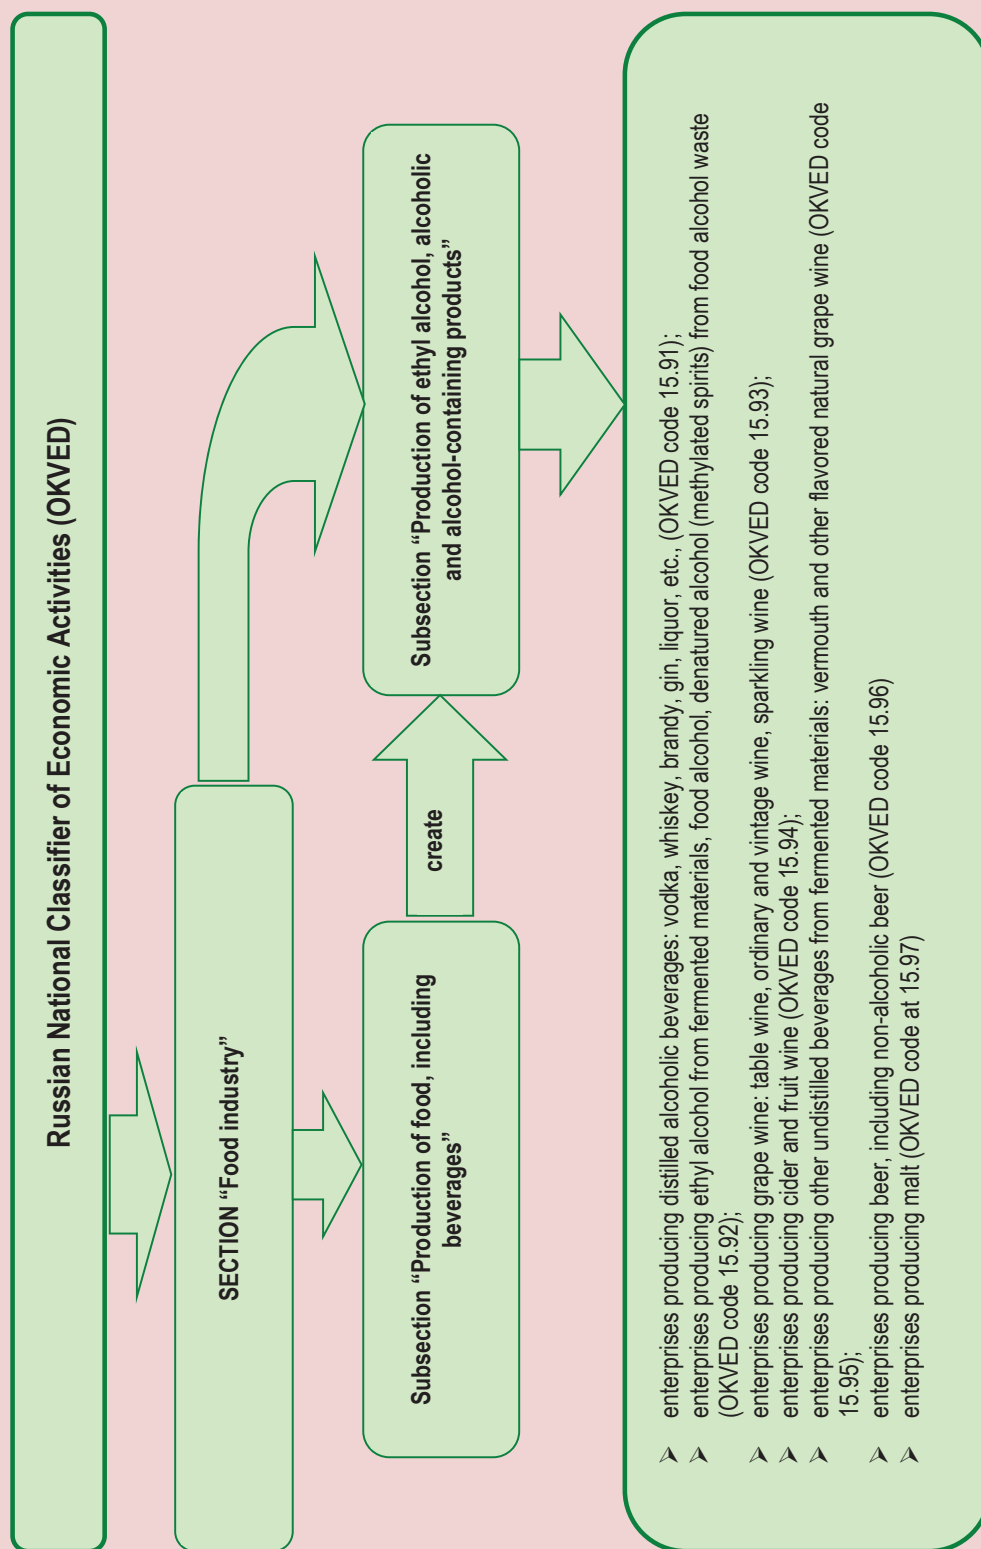 Russian National Classifier of Economic Activities (OKVED)
SECTION “Food industry”
Subsection “Production of food, including
beverages”
create
Subsection “Production of ethyl alcohol, alcoholic
and alcohol-containing products”
➢ enterprises producing distilled alcoholic beverages: vodka, whiskey, brandy, gin, liquor, etc., (OKVED code 15.91);
➢ enterprises producing ethyl alcohol from fermented materials, food alcohol, denatured alcohol (methylated spirits) from food alcohol waste
(OKVED code 15.92);
➢ enterprises producing grape wine: table wine, ordinary and vintage wine, sparkling wine (OKVED code 15.93);
➢ enterprises producing cider and fruit wine (OKVED code 15.94);
➢ enterprises producing other undistilled beverages from fermented materials: vermouth and other flavored natural grape wine (OKVED code
15.95);
➢ enterprises producing beer, including non-alcoholic beer (OKVED code 15.96)
➢ enterprises producing malt (OKVED code at 15.97)